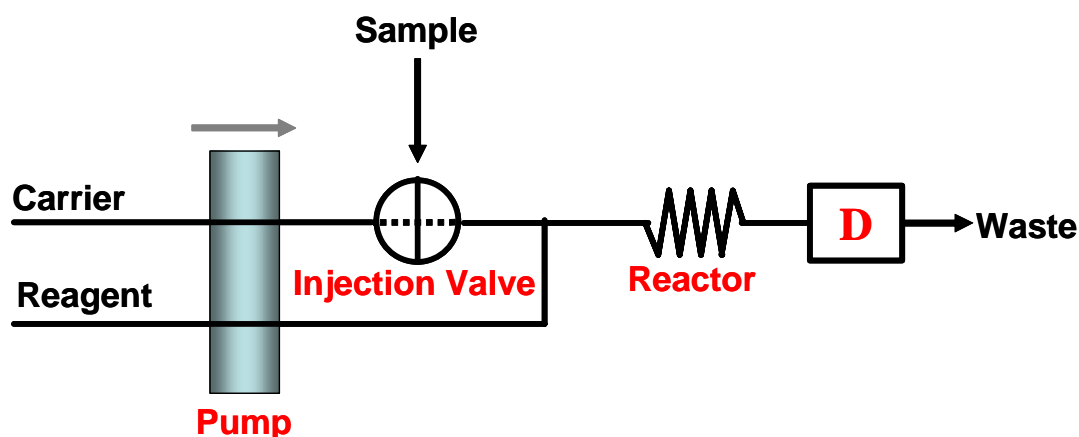 Sample
Carrier
Reagent
Injection Valve
Reactor
D
Waste
Pump